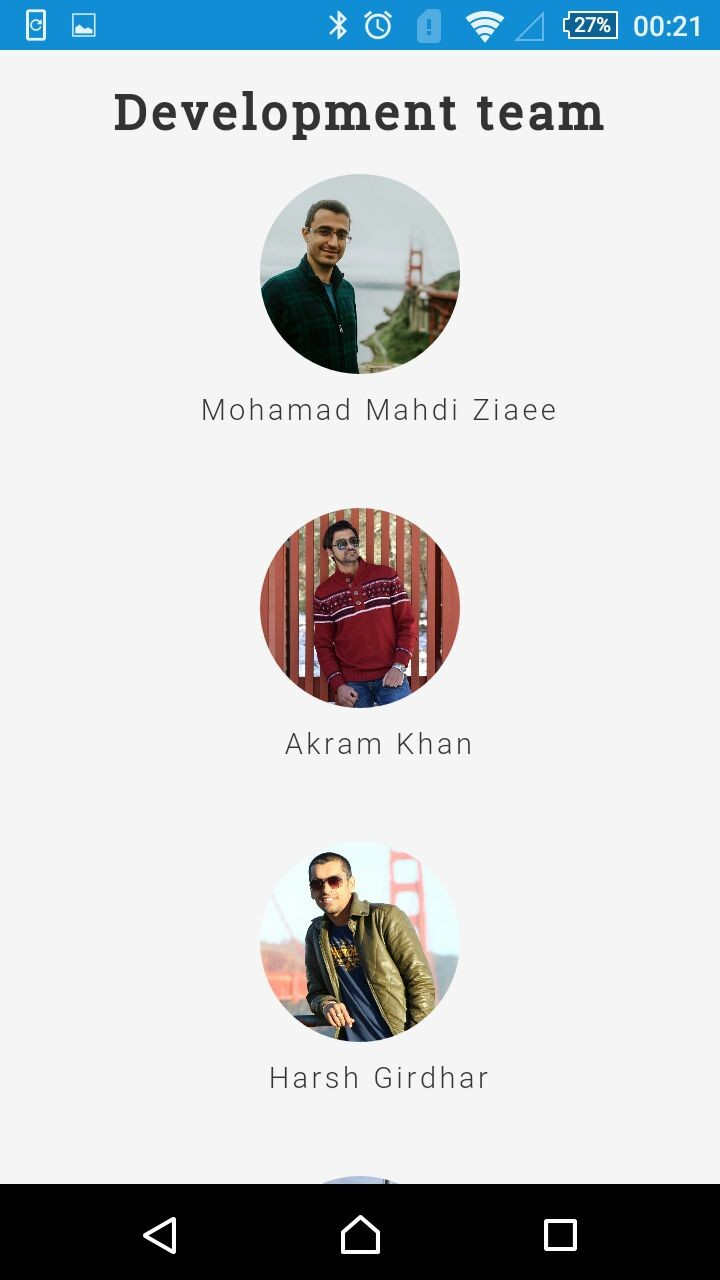 27% 00:21
Development team
Mohamad Mahdi Ziaee
Akram Khan
Harsh Girdhar